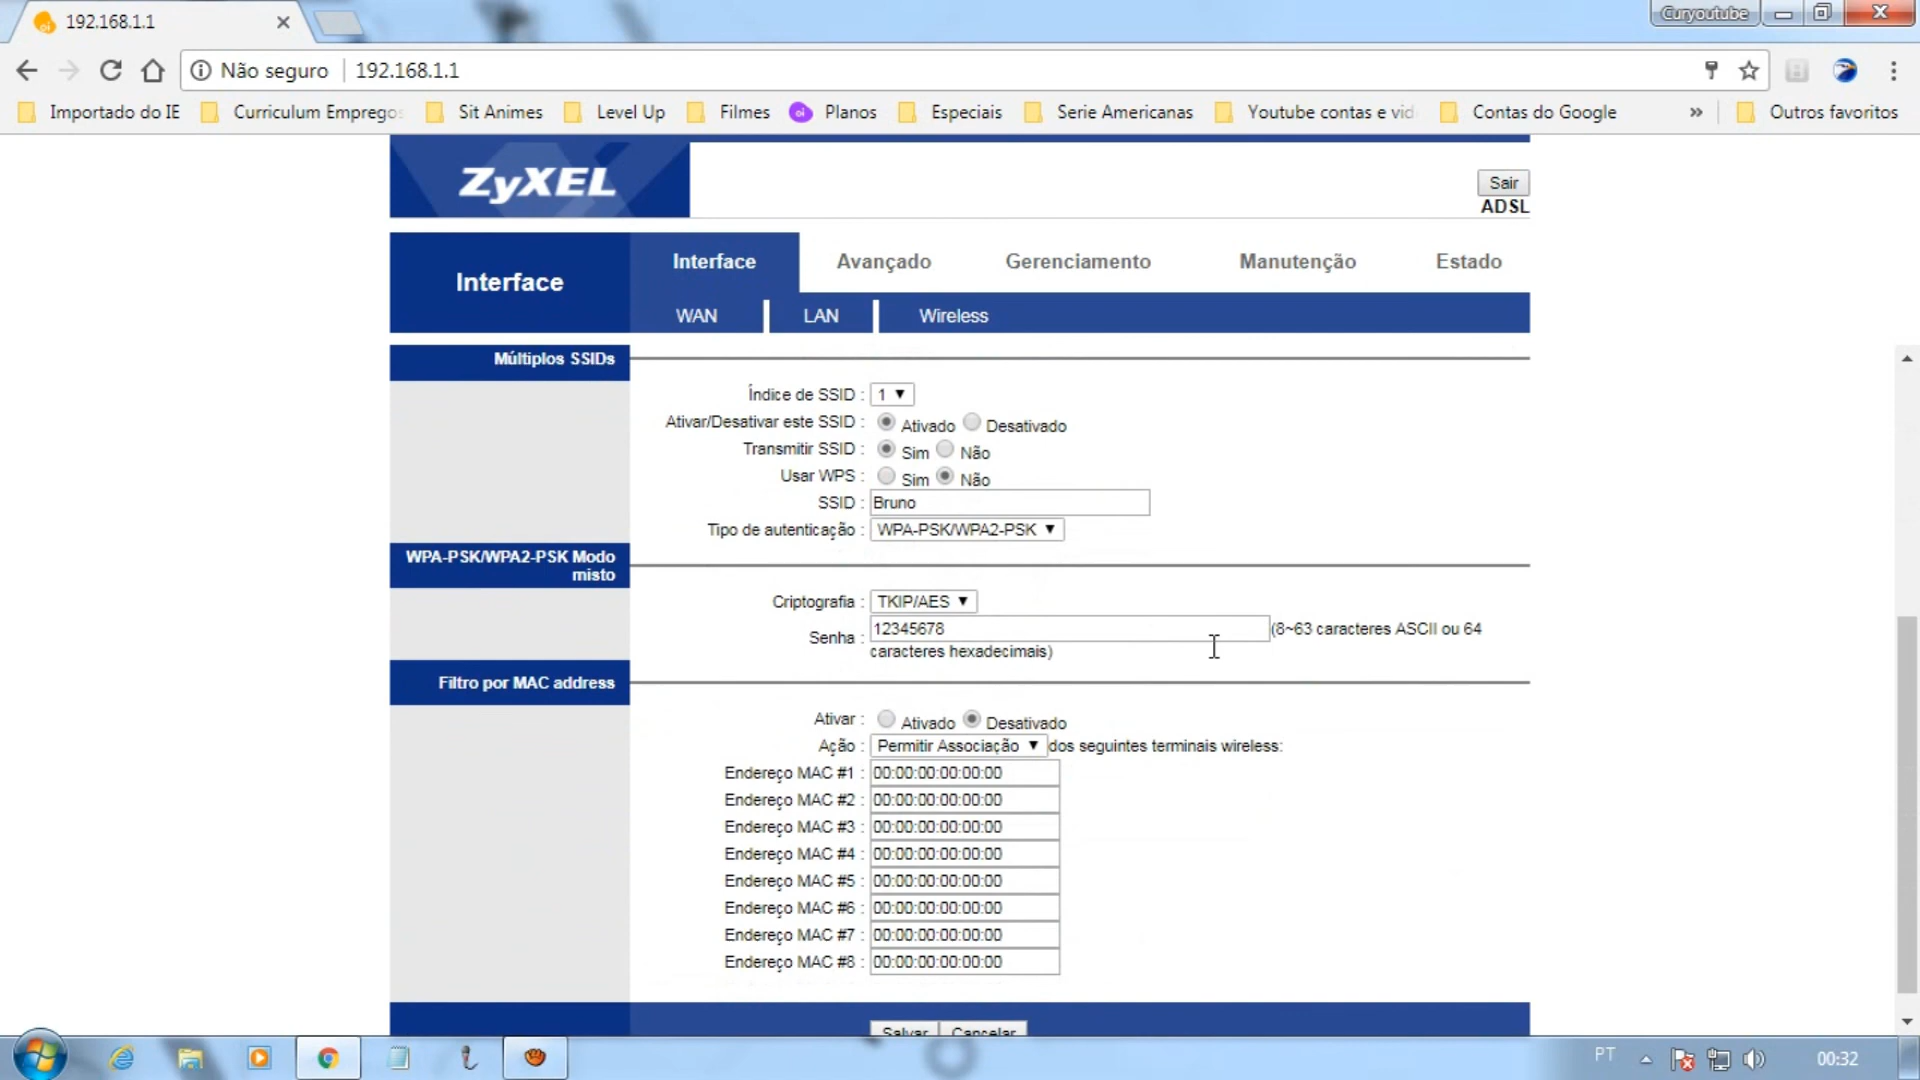 192.168.1.1
Curyoutube
Não seguro 192.168.1.1
Importado do IE Curriculum Emprego Sit Animes Level Up Filmes oi Planos Especiais Serie Americanas Youtube contas e vid Contas do Google » Outros favoritos
ZyXEL
Sair
ADSL
Interface
Interface Avançado Gerenciamento Manutenção Estado
WAN LAN Wireless
Múltiplos SSIDs
Índice de SSID : 1
Ativar/Desativar este SSID : Ativado Desativado
Transmitir SSID : Sim Não
Usar WPS : Sim Não
SSID : Bruno
Tipo de autenticação : WPA-PSK/WPA2-PSK
WPA-PSK/WPA2-PSK Modo
misto
Criptografia : TKIP/AES
Senha : 12345678 (8~63 caracteres ASCII ou 64
caracteres hexadecimais)
Filtro por MAC address
Ativar : Ativado Desativado
Ação : Permitir Associação dos seguintes terminais wireless:
Endereço MAC #1 : 00:00:00:00:00:00
Endereço MAC #2 : 00:00:00:00:00:00
Endereço MAC #3 : 00:00:00:00:00:00
Endereço MAC #4 : 00:00:00:00:00:00
Endereço MAC #5 : 00:00:00:00:00:00
Endereço MAC #6 : 00:00:00:00:00:00
Endereço MAC #7 : 00:00:00:00:00:00
Endereço MAC #8 : 00:00:00:00:00:00
Salvar Cancelar
PT 00:32